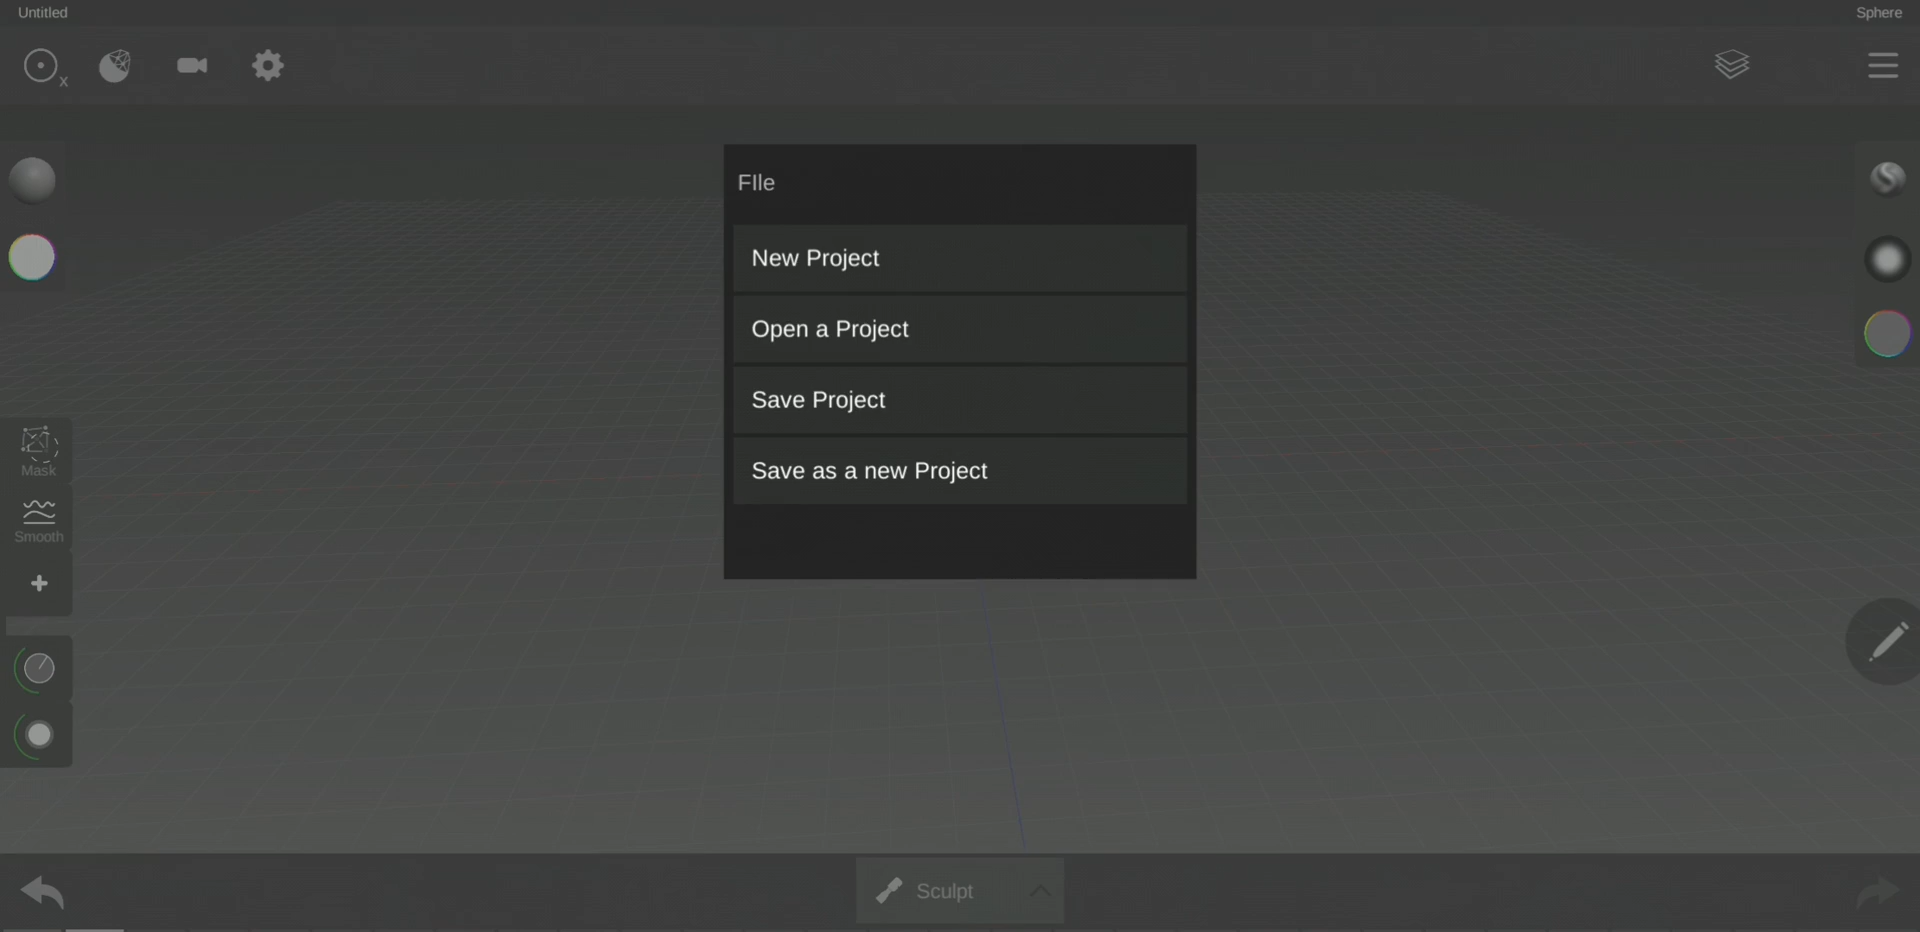 Untitled
Sphere
x
FIle
New Project
Open a Project
Save Project
Save as a new Project
Mask
Smooth
Sculpt